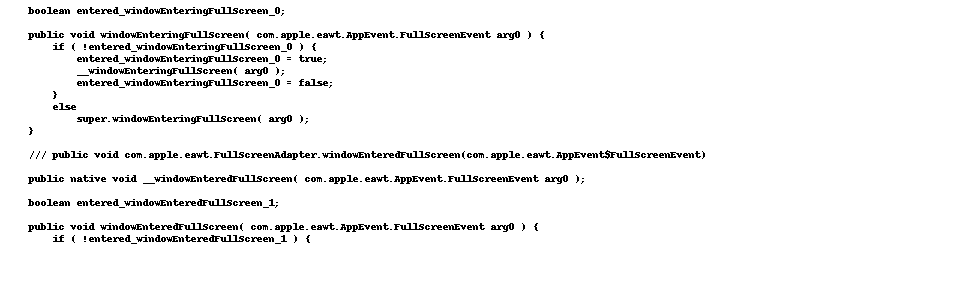 boolean entered_windowEnteringFullScreen_0;
public void windowEnteringFullScreen( com.apple.eawt.AppEvent.FullScreenEvent arg0 ) {
if ( !entered_windowEnteringFullScreen_0 ) {
entered_windowEnteringFullScreen_0 = true;
__windowEnteringFullScreen( arg0 );
entered_windowEnteringFullScreen_0 = false;
}
else
super.windowEnteringFullScreen( arg0 );
}
/// public void com.apple.eawt.FullScreenAdapter.windowEnteredFullScreen(com.apple.eawt.AppEvent$FullScreenEvent)
public native void __windowEnteredFullScreen( com.apple.eawt.AppEvent.FullScreenEvent arg0 );
boolean entered_windowEnteredFullScreen_1;
public void windowEnteredFullScreen( com.apple.eawt.AppEvent.FullScreenEvent arg0 ) {
if ( !entered_windowEnteredFullScreen_1 ) {